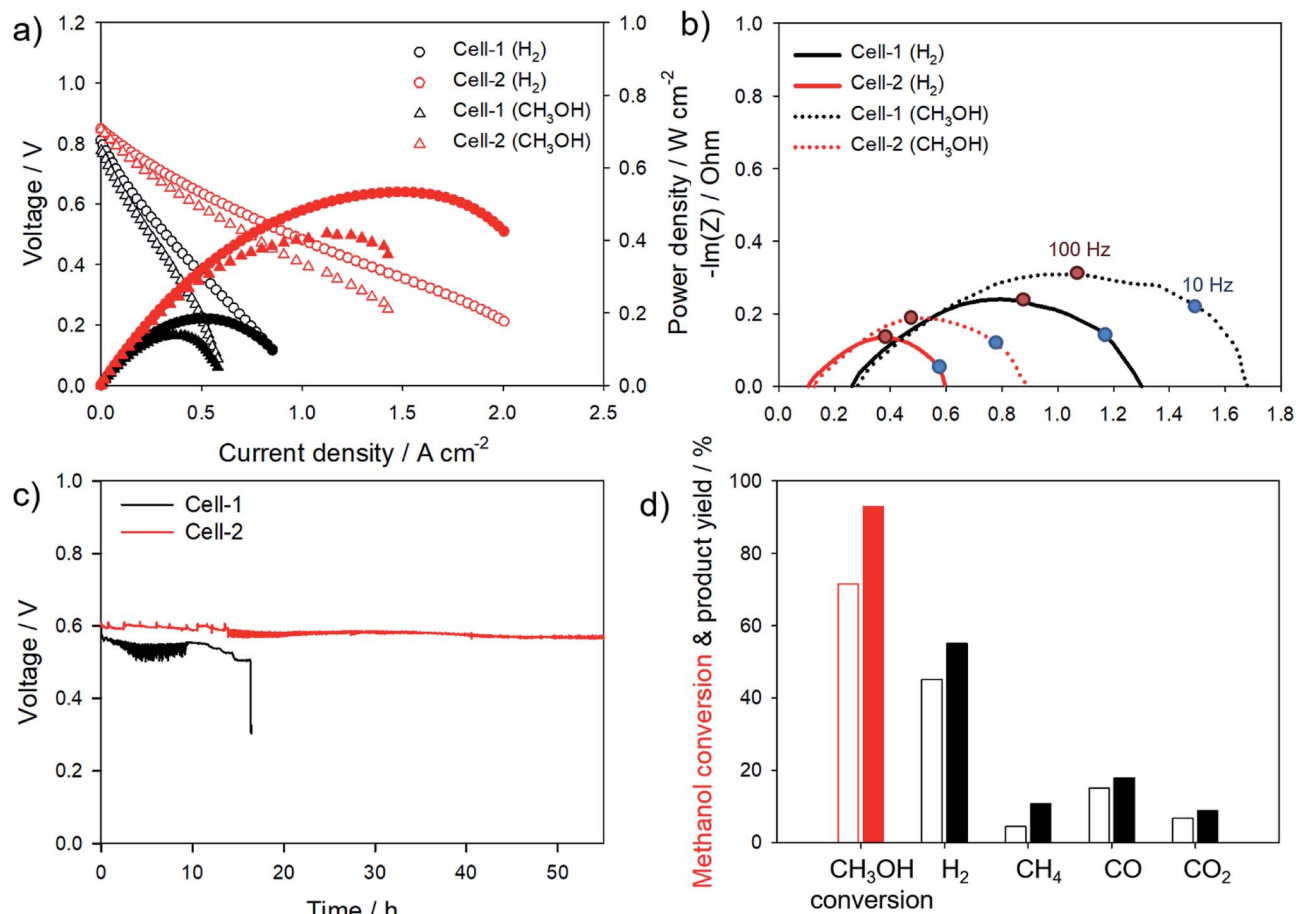 a)
1.2
1.0
0.8
0.6
0.4
0.2
0.0
Voltage / V
Cell-1 (H₂)
Cell-2 (H₂)
Cell-1 (CH₃OH)
Cell-2 (CH₃OH)
1.0
0.8
0.6
0.4
0.2
0.0
Power density / W cm⁻²
0.0 0.5 1.0 1.5 2.0 2.5
Current density / A cm⁻²
b)
1.0
0.8
0.6
0.4
0.2
0.0
-Im(Z) / Ohm
Cell-1 (H₂)
Cell-2 (H₂)
Cell-1 (CH₃OH)
Cell-2 (CH₃OH)
100 Hz
10 Hz
0.0 0.2 0.4 0.6 0.8 1.0 1.2 1.4 1.6 1.8
c)
1.0
0.8
0.6
0.4
0.2
0.0
Voltage / V
Cell-1
Cell-2
0 10 20 30 40 50
Time / h
d)
100
80
60
40
20
0
Methanol conversion & product yield / %
CH₃OH H₂ CH₄ CO CO₂
conversion